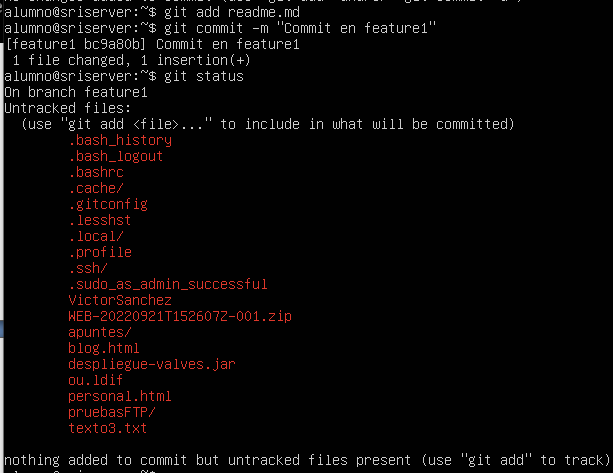 alumno@sriserver:~$ git add readme.md
alumno@sriserver:~$ git commit -m "Commit en feature1"
[feature1 bc9a80b] Commit en feature1
 1 file changed, 1 insertion(+)
alumno@sriserver:~$ git status
On branch feature1
Untracked files:
  (use "git add <file>..." to include in what will be committed)
        .bash_history
        .bash_logout
        .bashrc
        .cache/
        .gitconfig
        .lesshst
        .local/
        .profile
        .ssh/
        .sudo_as_admin_successful
        VictorSanchez
        WEB-20220921T152607Z-001.zip
        apuntes/
        blog.html
        despliegue-valves.jar
        ou.ldif
        personal.html
        pruebasFTP/
        texto3.txt
nothing added to commit but untracked files present (use "git add" to track)